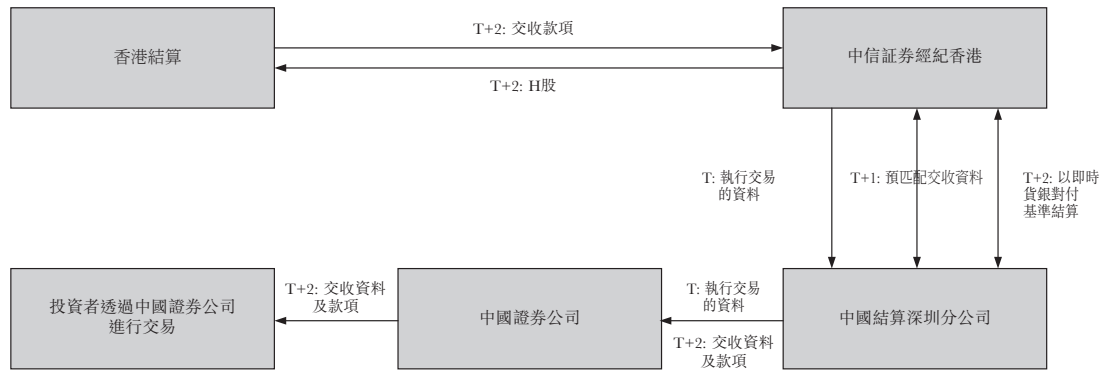 T+2: 交收款項
香港結算
中信証券經紀香港
T+2: H股
T: 執行交易
的資料
T+1: 預匹配交收資料
T+2: 以即時
貨銀對付
基準結算
投資者透過中國證券公司
進行交易
T+2: 交收資料
及款項
中國證券公司
T: 執行交易
的資料
T+2: 交收資料
及款項
中國結算深圳分公司